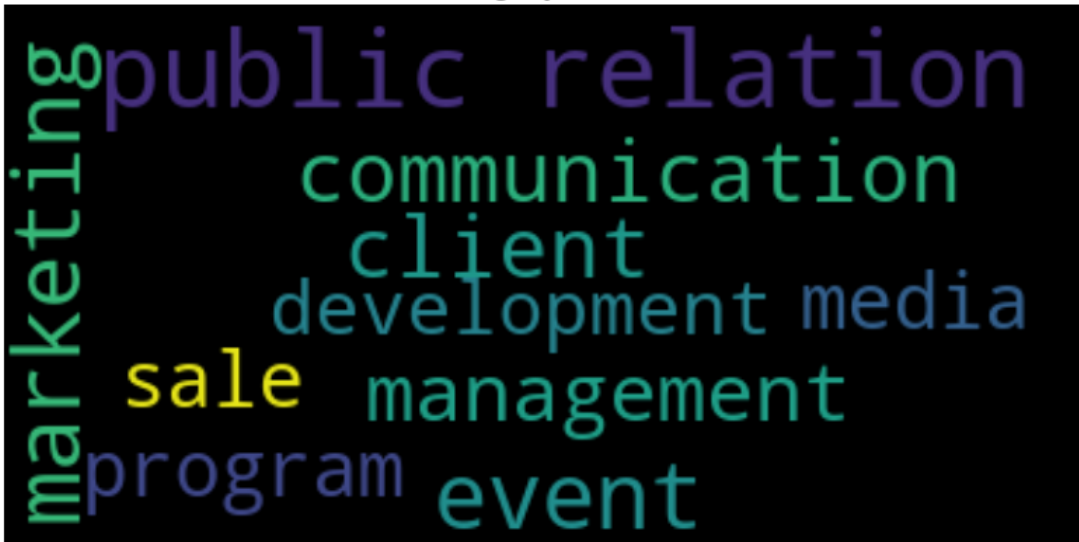 marketing
public relation
communication
client
development media
sale management
program event